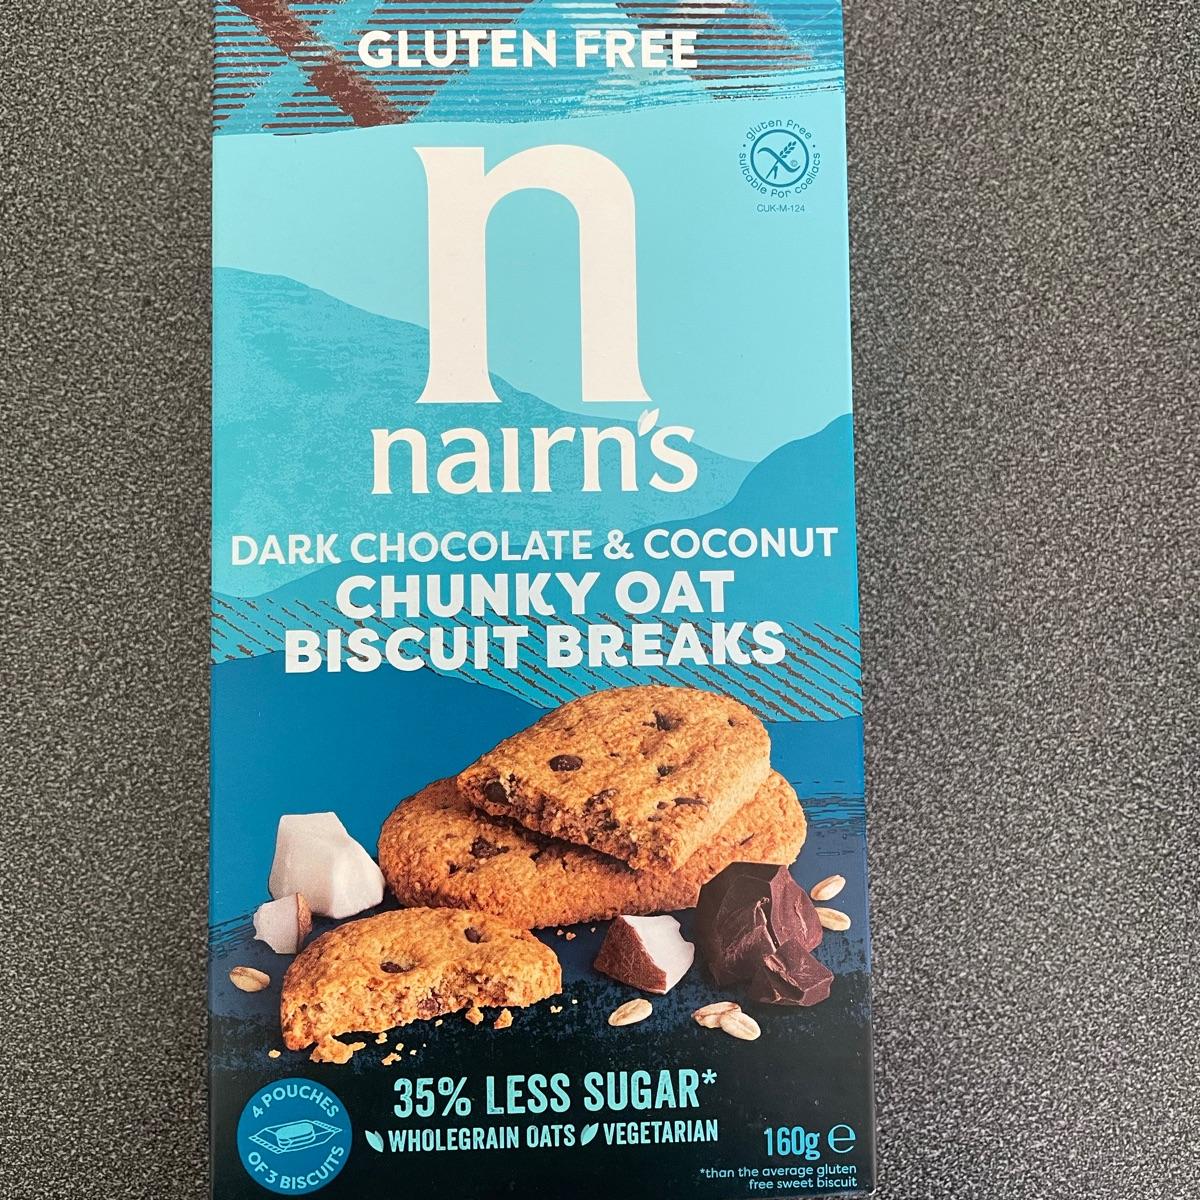 GLUTEN FREE
gluten free • suitable for coeliacs •
CUK-M-124
n
nairn's
DARK CHOCOLATE & COCONUT
CHUNKY OAT
BISCUIT BREAKS
35% LESS SUGAR*
WHOLEGRAIN OATS VEGETARIAN
4 POUCHES
OF 3 BISCUITS
160g ℮
*than the average gluten
free sweet biscuit